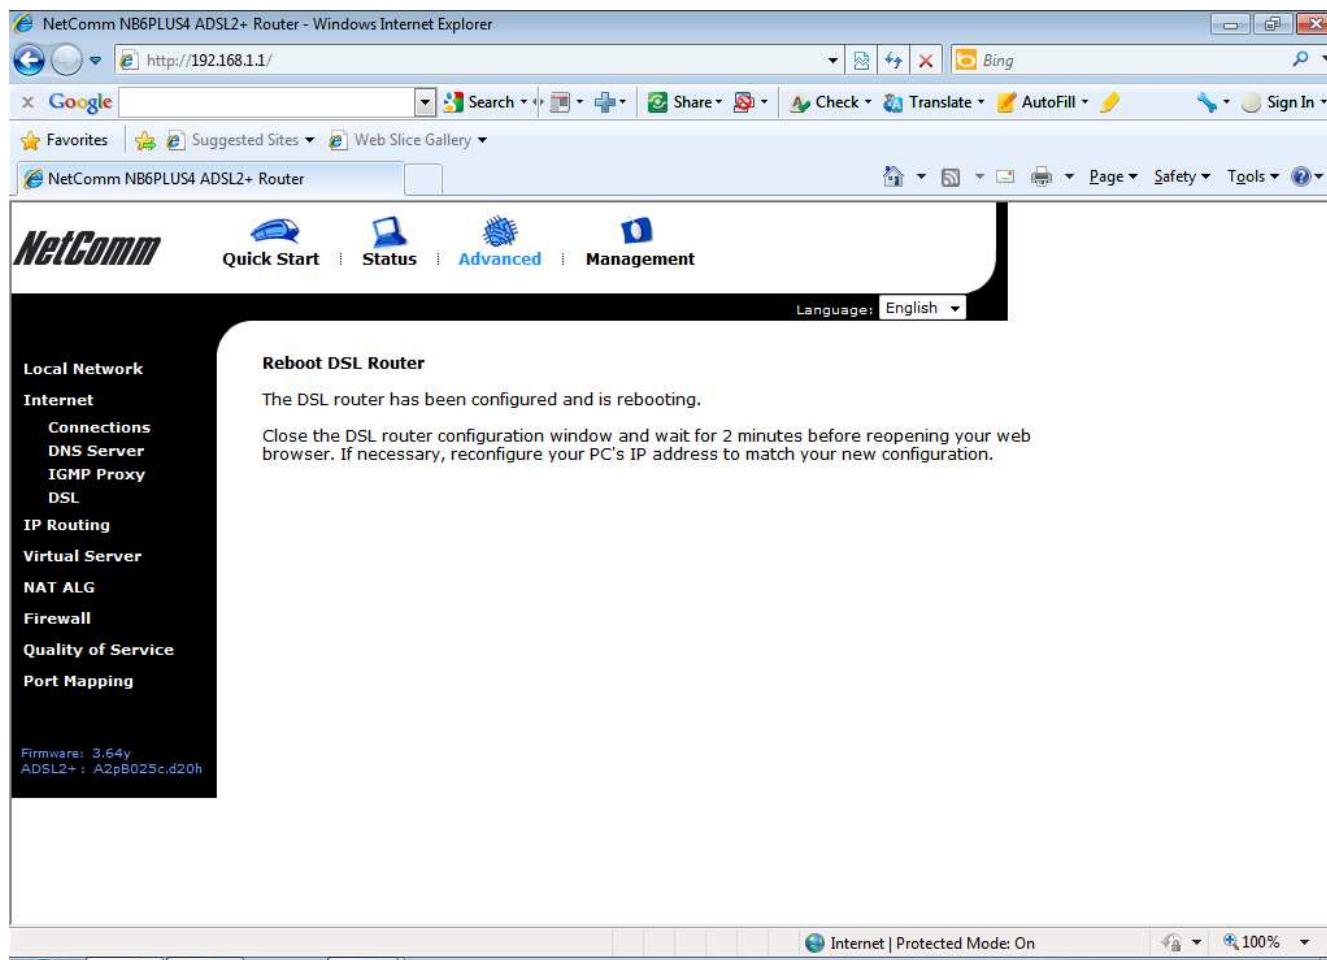 NetComm NB6PLUS4 ADSL2+ Router - Windows Internet Explorer
http://192.168.1.1/
Bing
x Google Search Share Check Translate AutoFill Sign In
Favorites Suggested Sites Web Slice Gallery
NetComm NB6PLUS4 ADSL2+ Router Page Safety Tools
NetComm
Quick Start Status Advanced Management
Language: English
Local Network
Internet
Connections
DNS Server
IGMP Proxy
DSL
IP Routing
Virtual Server
NAT ALG
Firewall
Quality of Service
Port Mapping
Firmware: 3.64y
ADSL2+ : A2pB025c.d20h
Reboot DSL Router
The DSL router has been configured and is rebooting.
Close the DSL router configuration window and wait for 2 minutes before reopening your web
browser. If necessary, reconfigure your PC's IP address to match your new configuration.
Internet | Protected Mode: On 100%